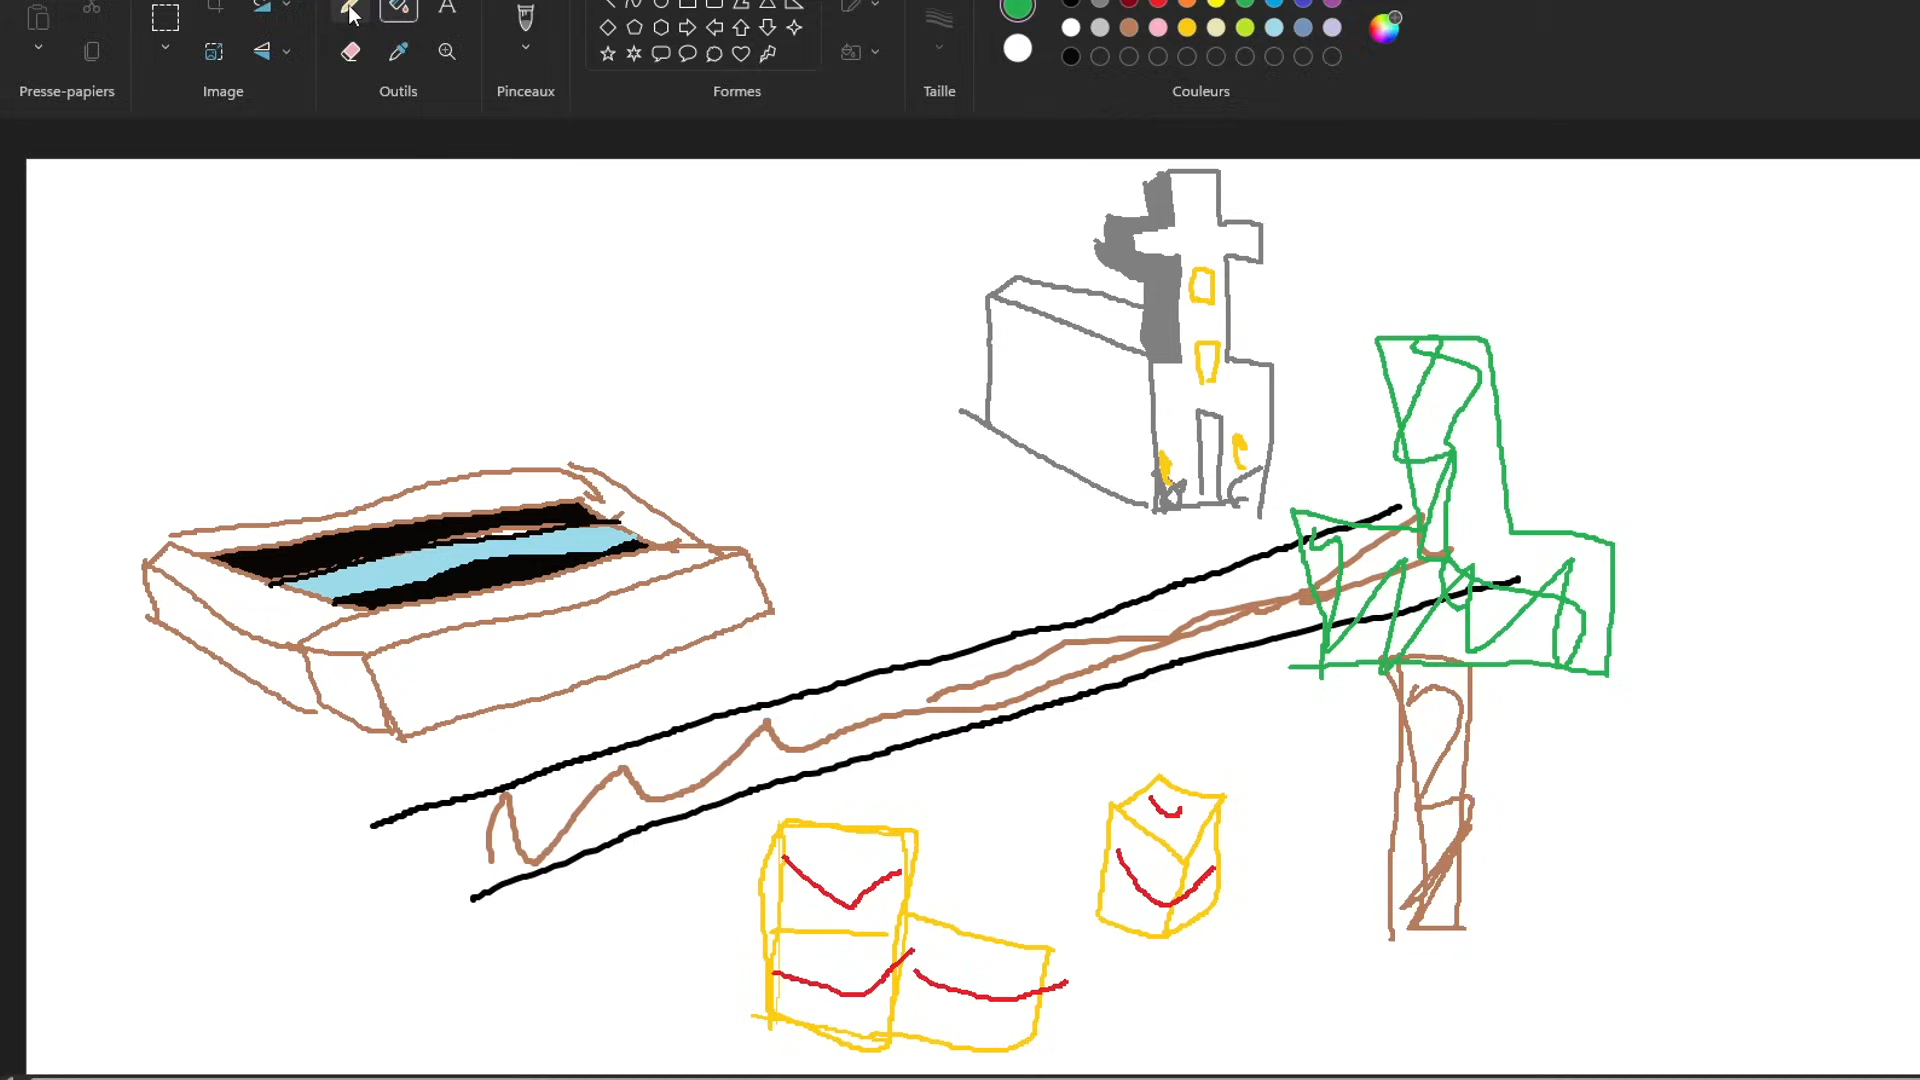 A
Presse-papiers
Image
Outils
Pinceaux
Formes
Taille
Couleurs